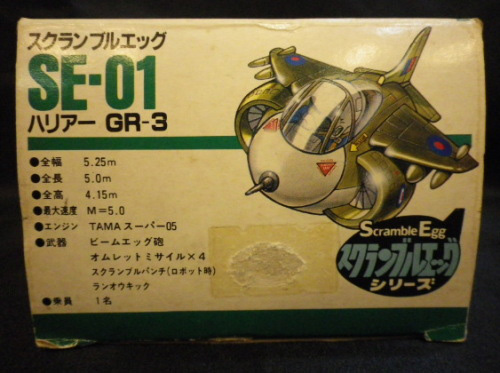 スクランブルエッグ
SE-01
ハリアー GR-3
●全幅 5.25m
●全長 5.0m
●全高 4.15m
●最大速度 M=5.0
●エンジン TAMAスーパー05
●武器 ビームエッグ砲
オムレットミサイル×4
スクランブルパンチ(ロボット時)
ランオウキック
●乗員 1名
Scramble Egg
スクランブルエッグ
シリーズ